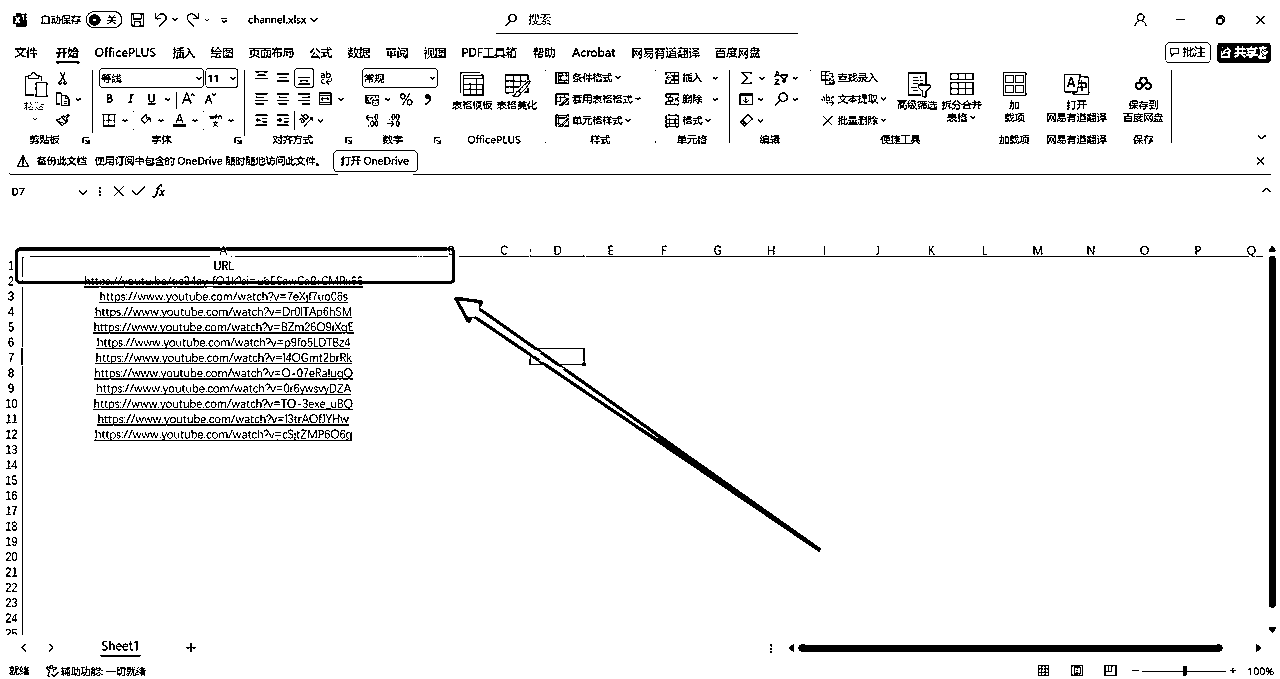 自动保存 关 channel.xlsx 搜索
文件 开始 OfficePLUS 插入 绘图 页面布局 公式 数据 审阅 视图 PDF工具箱 帮助 Acrobat 网易有道翻译 百度网盘 批注 共享
粘贴 等线 11 常规 表格模板 表格美化 条件格式 套用表格格式 单元格样式 插入 删除 格式 查找录入 文本提取 批量删除 高级筛选 拆分合并表格 加载项 打开网易有道翻译 保存到百度网盘
剪贴板 字体 对齐方式 数字 OfficePLUS 样式 单元格 编辑 便捷工具 加载项 网易有道翻译 保存
备份此文档 使用订阅中包含的 OneDrive 随时随地访问此文件。 打开 OneDrive
D7 fx
A B C D E F G H I J K L M N O P Q
1 URL
2
3 https://www.youtube.com/watch?v=
4 https://www.youtube.com/watch?v=Dr0ITAp6hSM
5 https://www.youtube.com/watch?v=BZm26O9rXgE
6 https://www.youtube.com/watch?v=p9fo5LDTBz4
7 https://www.youtube.com/watch?v=I4OGmt2brRk
8 https://www.youtube.com/watch?v=O-07eRafugQ
9 https://www.youtube.com/watch?v=0r6ywsvyDZA
10 https://www.youtube.com/watch?v=TO-3exe_uBQ
11 https://www.youtube.com/watch?v=
12 https://www.youtube.com/watch?v=cSjtZMP6O6g
13
14
15
16
17
18
19
20
21
22
23
24
25
Sheet1
就绪 辅助功能: 一切就绪 100%